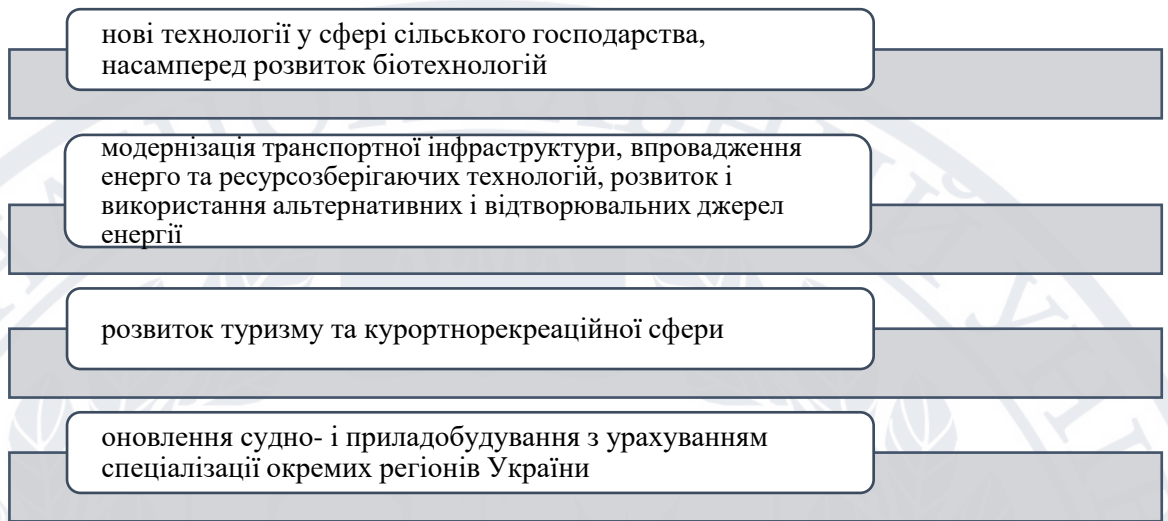 нові технології у сфері сільського господарства,
насамперед розвиток біотехнологій
модернізація транспортної інфраструктури, впровадження
енерго та ресурсозберігаючих технологій, розвиток і
використання альтернативних і відтворювальних джерел
енергії
розвиток туризму та курортнорекреаційної сфери
оновлення судно- і приладобудування з урахуванням
спеціалізації окремих регіонів України